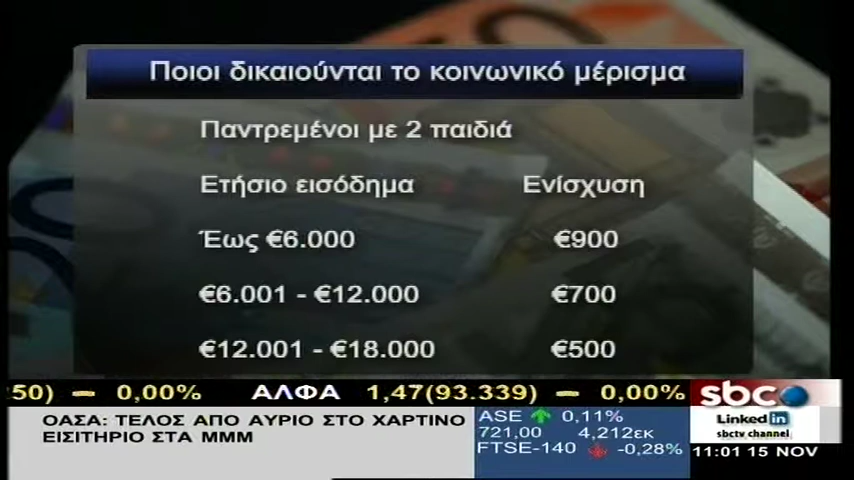 Ποιοι δικαιούνται το κοινωνικό μέρισμα
Παντρεμένοι με 2 παιδιά
Ετήσιο εισόδημα Ενίσχυση
Έως €6.000 €900
€6.001 - €12.000 €700
€12.001 - €18.000 €500
250) 0,00% ΑΛΦΑ 1,47(93.339) 0,00%
sbc
ΟΑΣΑ: ΤΕΛΟΣ ΑΠΟ ΑΥΡΙΟ ΣΤΟ ΧΑΡΤΙΝΟ
ΕΙΣΙΤΗΡΙΟ ΣΤΑ ΜΜΜ
ASE 0,11%
721,00 4,212εκ
FTSE-140 -0,28%
Linked in
sbctv channel
11:01 15 NOV